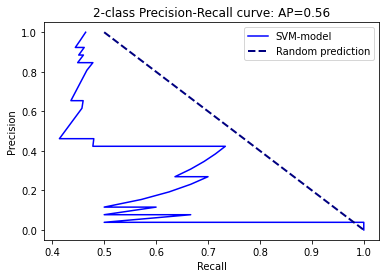 2-class Precision-Recall curve: AP=0.56
SVM-model
Random prediction
Precision
1.0
0.8
0.6
0.4
0.2
0.0
0.4 0.5 0.6 0.7 0.8 0.9 1.0
Recall